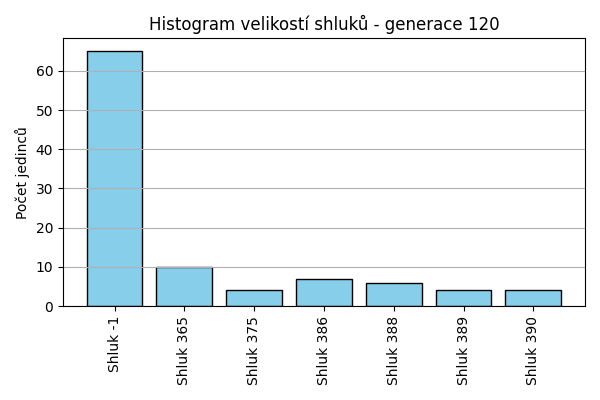 Histogram velikostí shluků - generace 120
Počet jedinců
60
50
40
30
20
10
0
Shluk -1
Shluk 365
Shluk 375
Shluk 386
Shluk 388
Shluk 389
Shluk 390